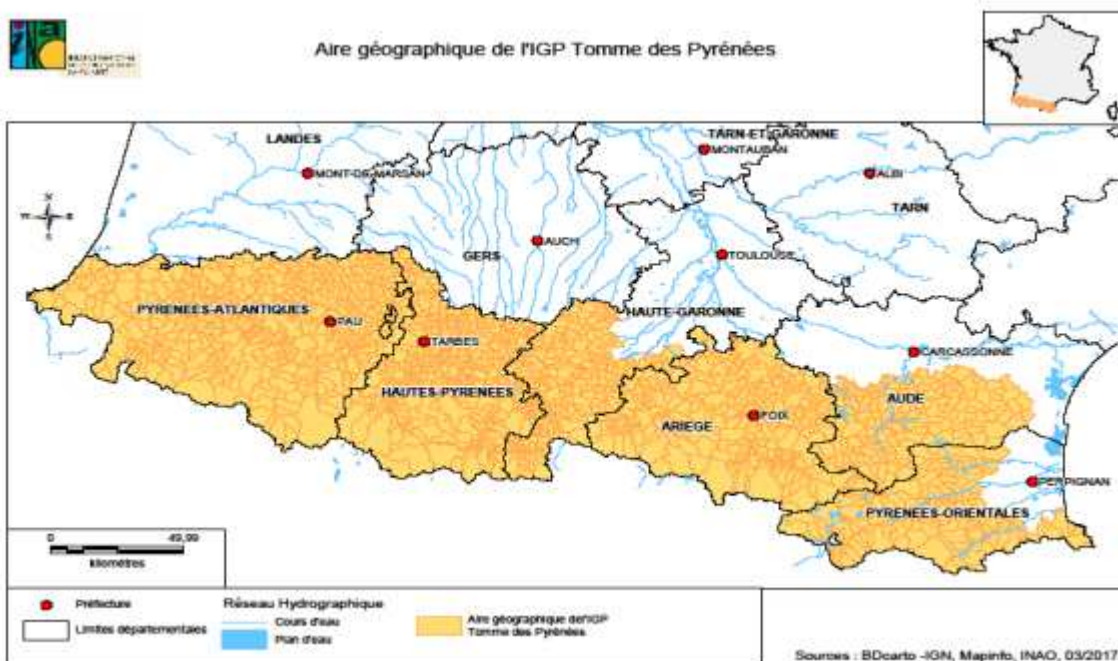 Aire géographique de l'IGP Tomme des Pyrénées
LANDES
TARN-ET-GARONNE
MONTAUBAN
MONT-DE-MARSAN
ALBI
TARN
N
W E
S
GERS
AUCH
TOULOUSE
PYRENEES-ATLANTIQUES
HAUTE-GARONNE
PAU
TARBES
CARCASSONNE
HAUTES-PYRENEES
AUDE
ARIEGE
FOIX
PERPIGNAN
PYRENEES-ORIENTALES
0 49,99
kilomètres
Préfecture
Limites départementales
Réseau Hydrographique
Cours d'eau
Plan d'eau
Aire géographique de l'IGP
Tomme des Pyrénées
Sources : BDcarto -IGN, Mapinfo, INAO, 03/2017